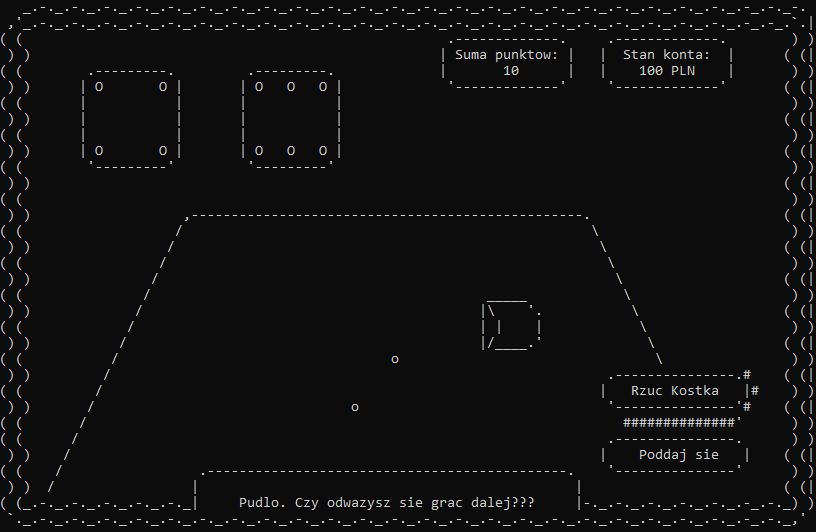 Suma punktow:
10
Stan konta:
100 PLN
Rzuc Kostka
Poddaj sie
Pudlo. Czy odwazysz sie grac dalej???